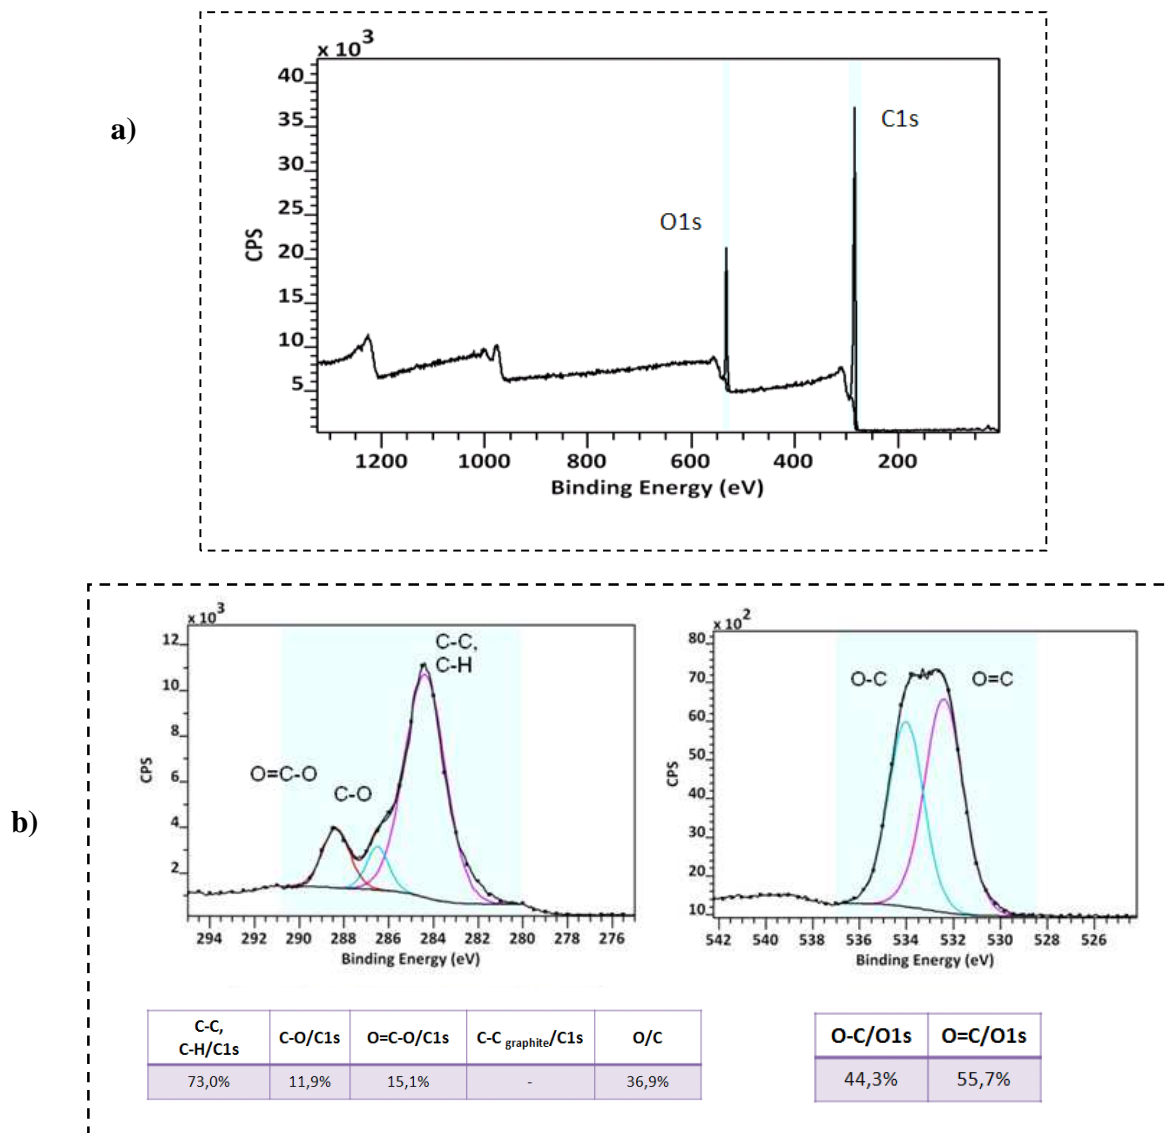 a)
x 10³
40
35
30
25
20
15
10
5
CPS
O1s
C1s
1200 1000 800 600 400 200
Binding Energy (eV)
b)
x 10³
12
10
8
6
4
2
CPS
C-C,
C-H
O=C-O
C-O
294 292 290 288 286 284 282 280 278 276
Binding Energy (eV)
x 10²
80
70
60
50
40
30
20
10
CPS
O-C
O=C
542 540 538 536 534 532 530 528 526
Binding Energy (eV)
C-C,
C-H/C1s C-O/C1s O=C-O/C1s C-C graphite/C1s O/C
73,0% 11,9% 15,1% - 36,9%
O-C/O1s O=C/O1s
44,3% 55,7%